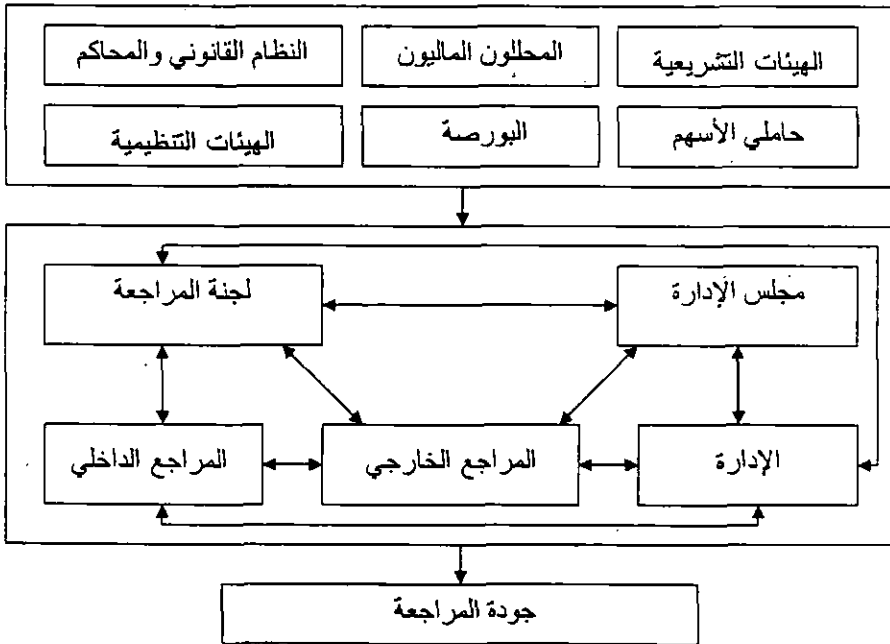 الهيئات التشريعية
المحللون الماليون
النظام القانوني والمحاكم
حاملي الأسهم
البورصة
الهيئات التنظيمية
مجلس الإدارة
لجنة المراجعة
الإدارة
المراجع الخارجي
المراجع الداخلي
جودة المراجعة